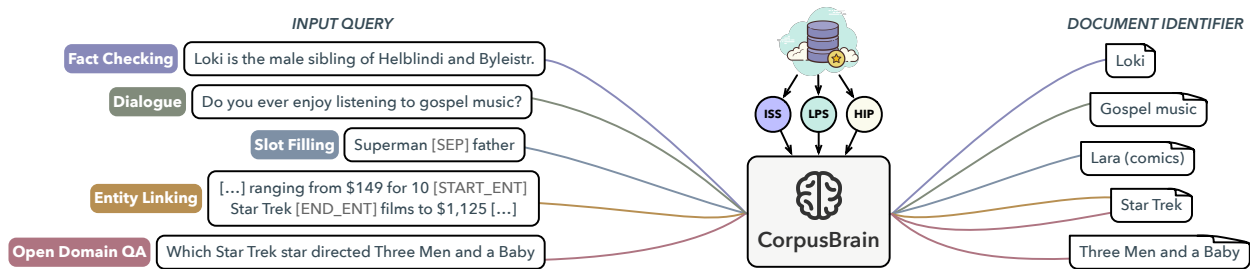 INPUT QUERY
DOCUMENT IDENTIFIER
Fact Checking
Loki is the male sibling of Helblindi and Byleistr.
Dialogue
Do you ever enjoy listening to gospel music?
Slot Filling
Superman [SEP] father
Entity Linking
[...] ranging from $149 for 10 [START_ENT]
Star Trek [END_ENT] films to $1,125 [...]
Open Domain QA
Which Star Trek star directed Three Men and a Baby
ISS
LPS
HIP
CorpusBrain
Loki
Gospel music
Lara (comics)
Star Trek
Three Men and a Baby